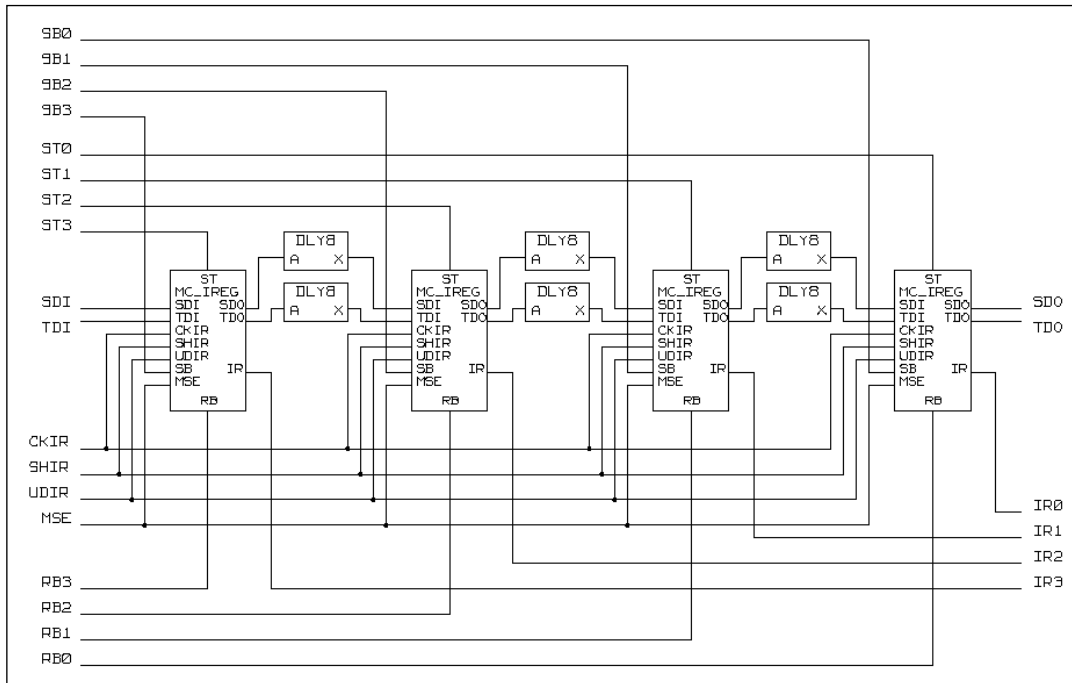 SB0
SB1
SB2
SB3
ST0
ST1
ST2
ST3
DLY8 DLY8 DLY8
A X A X A X
ST ST ST ST
MC_IREG MC_IREG MC_IREG MC_IREG
DLY8 DLY8 DLY8
SDI SDI SDO SDI SDO SDI SDO SDI SDO SDO
A X A X A X
TDI TDI TDO TDI TDO TDI TDO TDI TDO TDO
CKIR CKIR CKIR CKIR
SHIR SHIR SHIR SHIR
UDIR UDIR UDIR UDIR
SB IR SB IR SB IR SB IR
MSE MSE MSE MSE
RB RB RB RB
CKIR
SHIR
UDIR
IR0
MSE
IR1
IR2
RB3 IR3
RB2
RB1
RB0